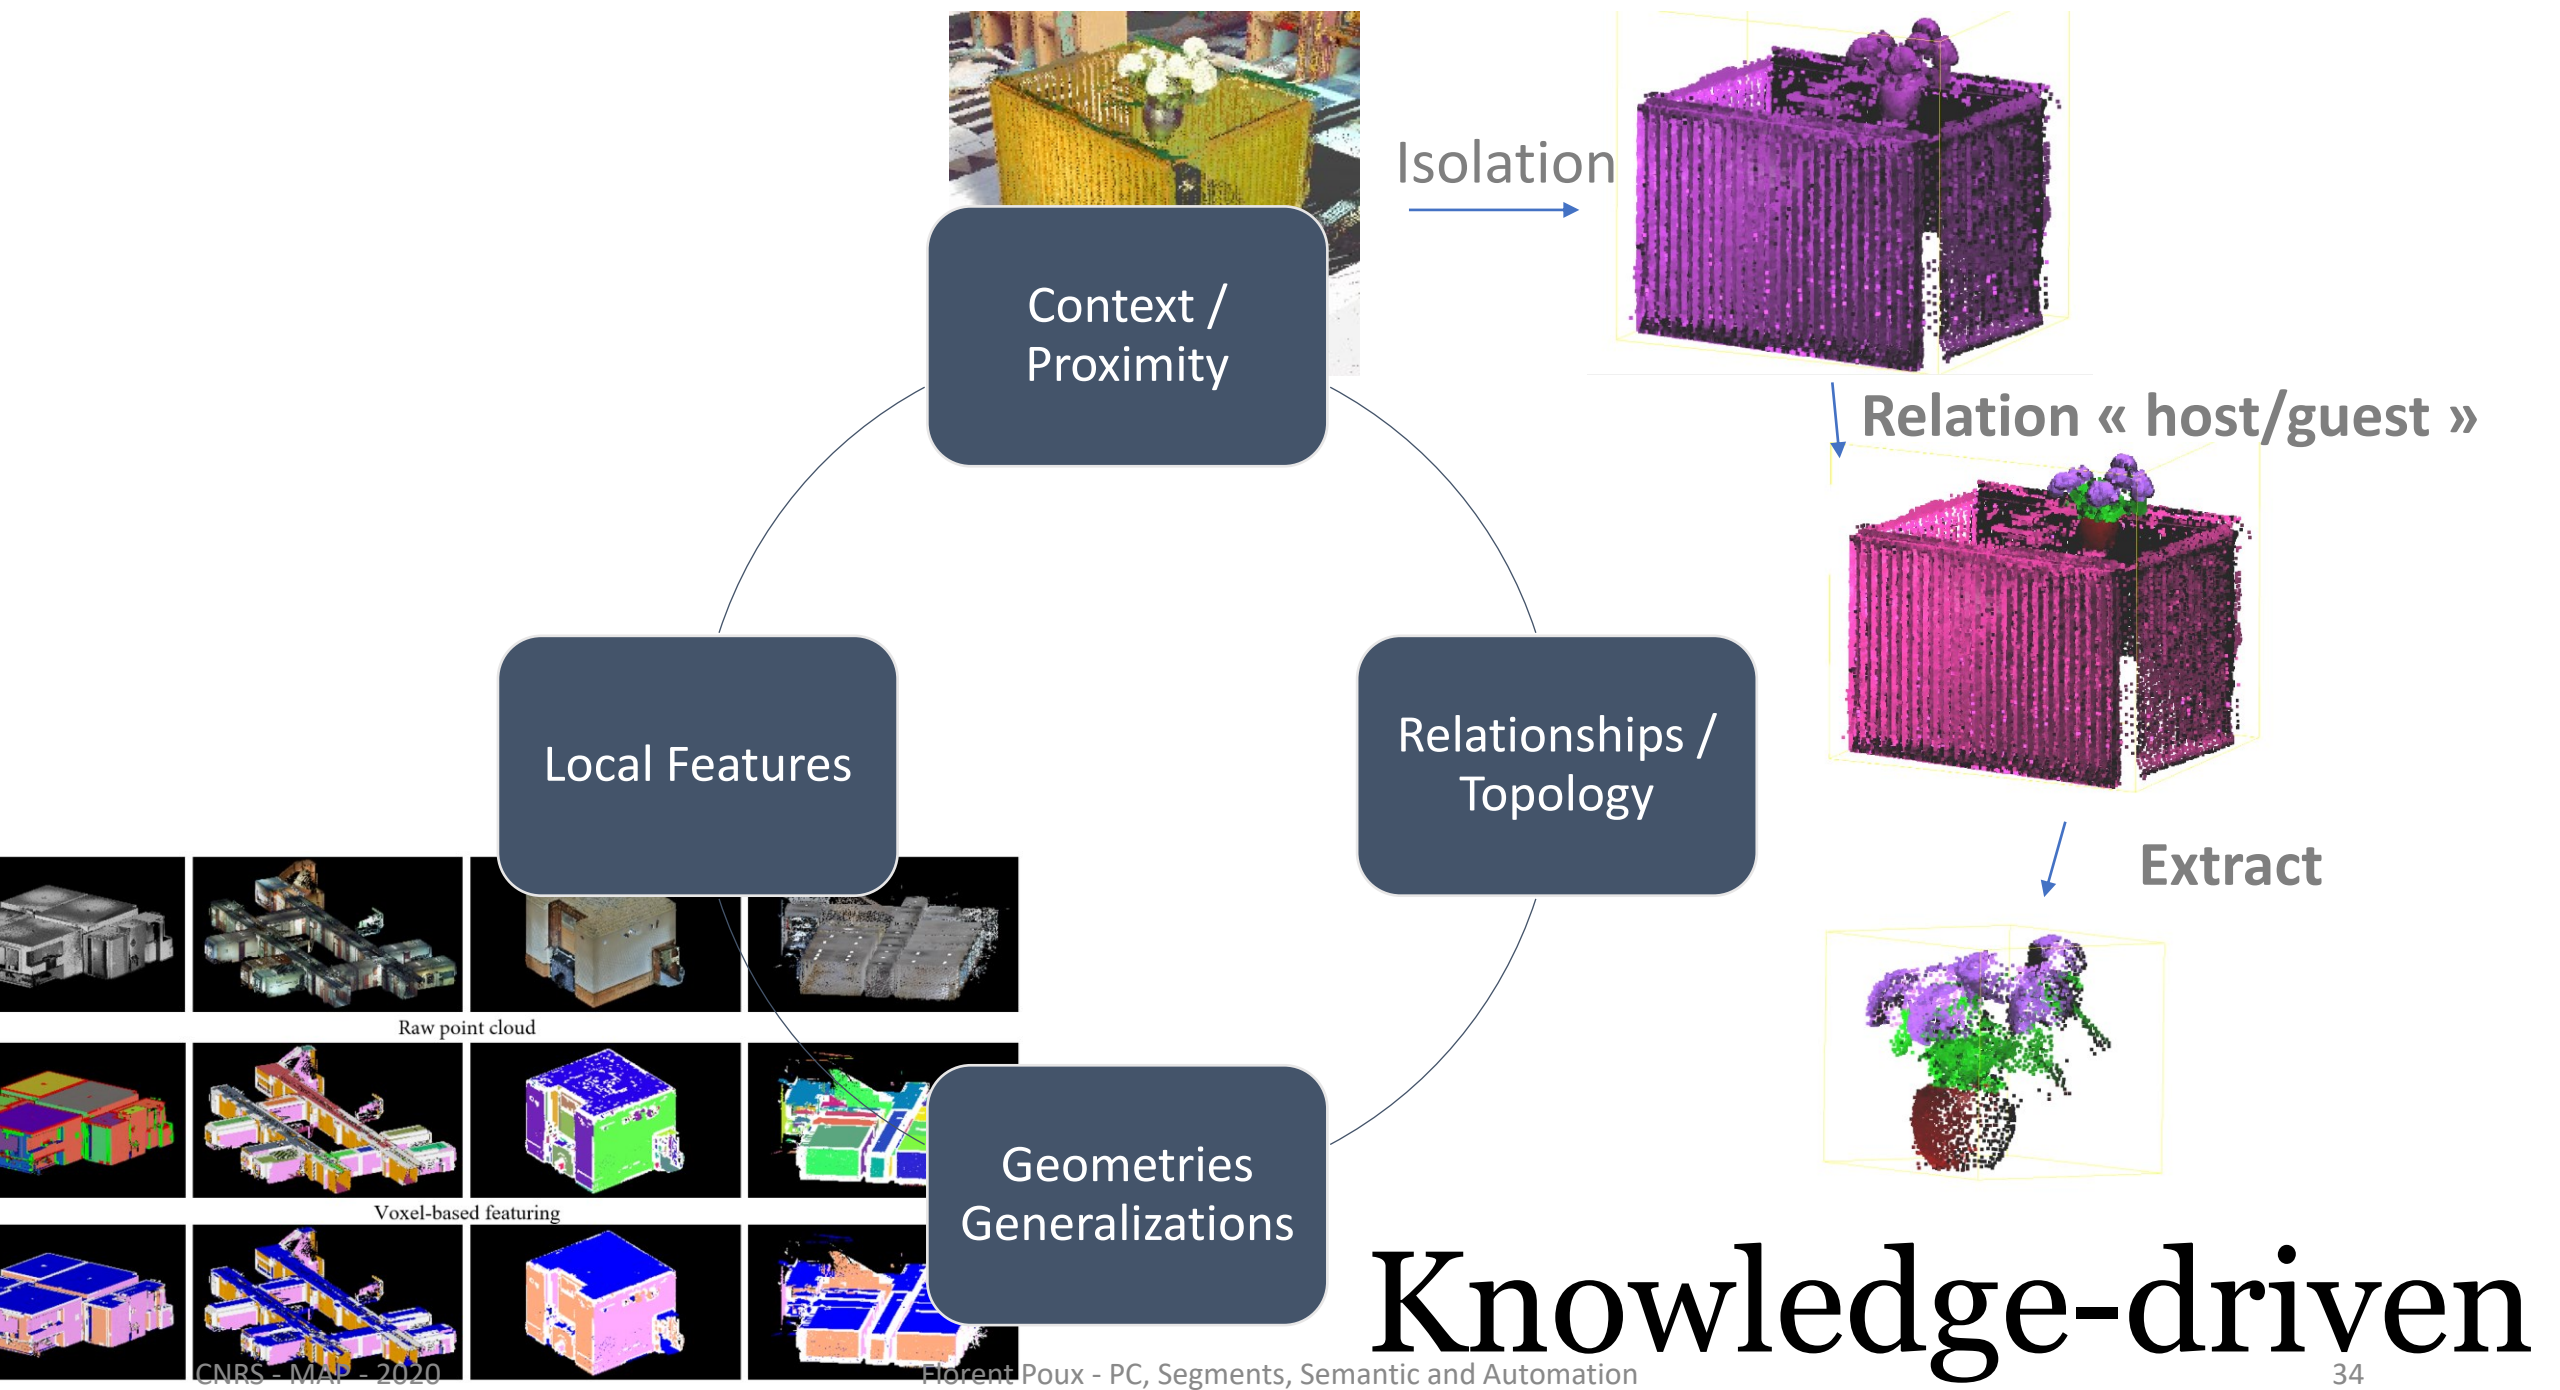 Isolation
Context /
Proximity
Relation « host/guest »
Local Features
Relationships /
Topology
Extract
Raw point cloud
Voxel-based featuring
Geometries
Generalizations
Knowledge-driven
CNRS - MAP - 2020
Florent Poux - PC, Segments, Semantic and Automation
34